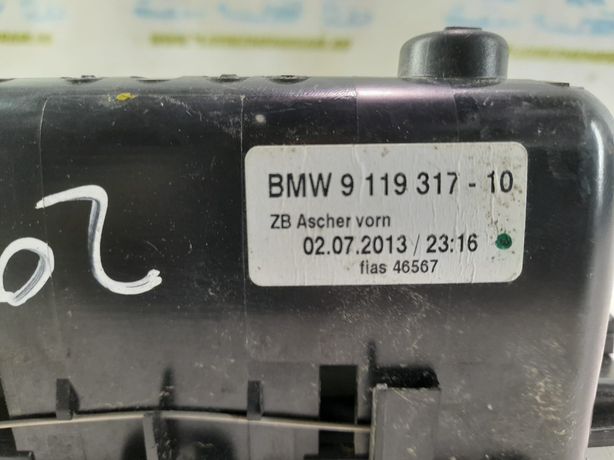 BMW 9 119 317 - 10
ZB Ascher vorn
02.07.2013 / 23:16
fias 46567